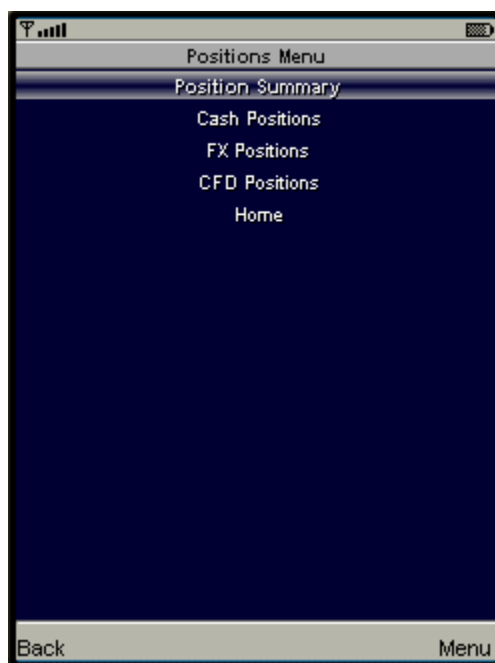 Positions Menu
Position Summary
Cash Positions
FX Positions
CFD Positions
Home
Back Menu